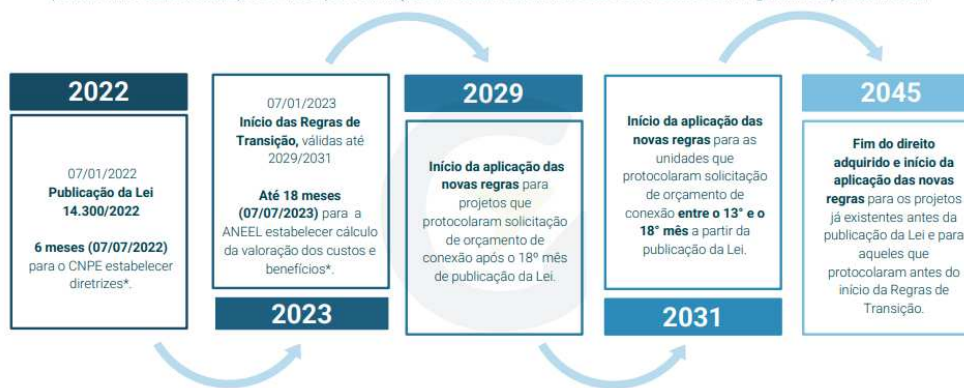 2022
07/01/2022
Publicação da Lei
14.300/2022
6 meses (07/07/2022)
para o CNPE estabelecer
diretrizes*.
07/01/2023
Início das Regras de
Transição, válidas até
2029/2031
Até 18 meses
(07/07/2023) para a
ANEEL estabelecer cálculo
da valoração dos custos e
benefícios*.
2023
2029
Início da aplicação das
novas regras para
projetos que
protocolaram solicitação
de orçamento de
conexão após o 18º mês
de publicação da Lei.
Início da aplicação das
novas regras para as
unidades que
protocolaram solicitação
de orçamento de
conexão entre o 13° e o
18° mês a partir da
publicação da Lei.
2031
2045
Fim do direito
adquirido e início da
aplicação das novas
regras para os projetos
já existentes antes da
publicação da Lei e para
aqueles que
protocolaram antes do
início da Regras de
Transição.